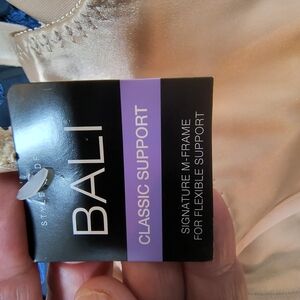 BALI
CLASSIC SUPPORT
SIGNATURE M-FRAME
FOR FLEXIBLE SUPPORT